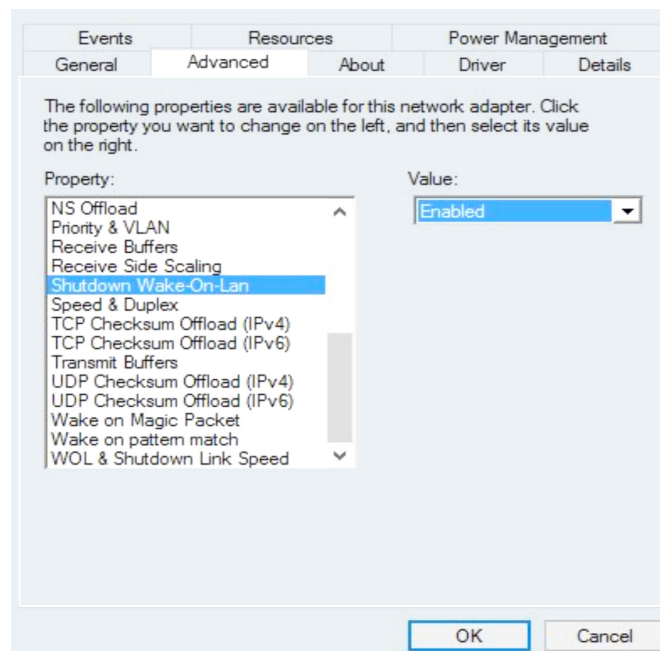 Events Resources Power Management
General Advanced About Driver Details
The following properties are available for this network adapter. Click
the property you want to change on the left, and then select its value
on the right.
Property: Value:
NS Offload Enabled
Priority & VLAN
Receive Buffers
Receive Side Scaling
Shutdown Wake-On-Lan
Speed & Duplex
TCP Checksum Offload (IPv4)
TCP Checksum Offload (IPv6)
Transmit Buffers
UDP Checksum Offload (IPv4)
UDP Checksum Offload (IPv6)
Wake on Magic Packet
Wake on pattern match
WOL & Shutdown Link Speed
OK Cancel